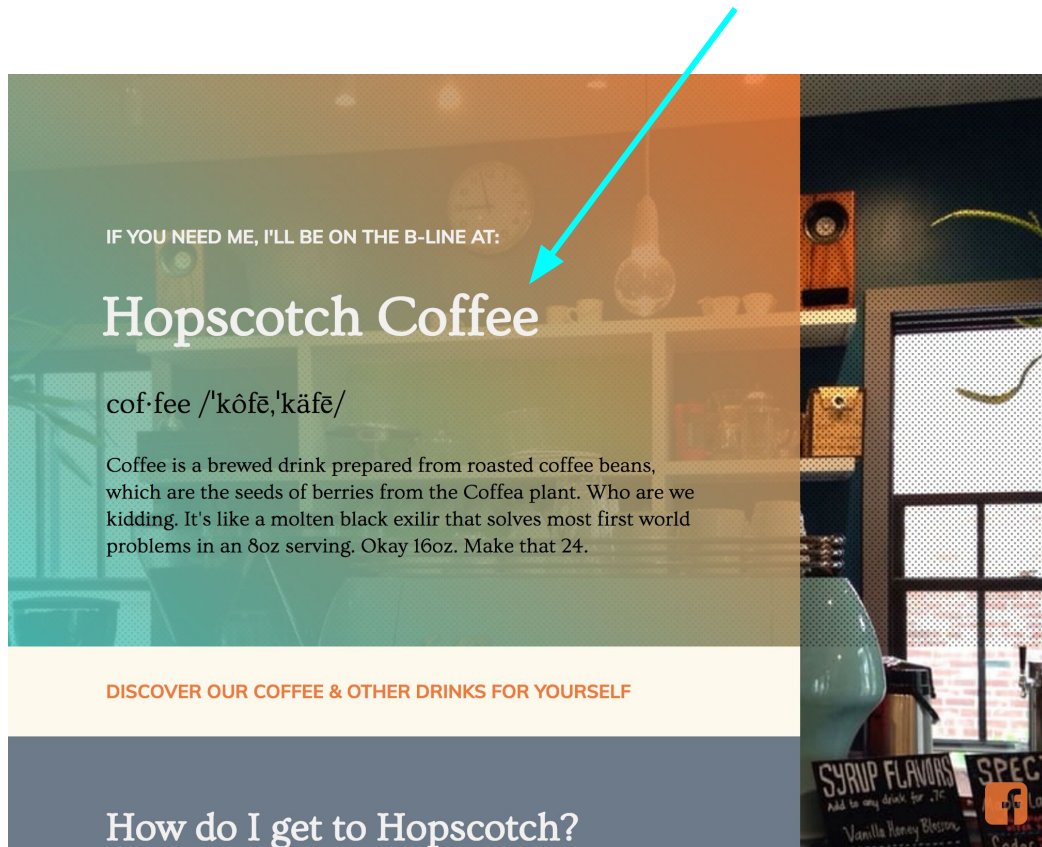 IF YOU NEED ME, I'LL BE ON THE B-LINE AT:
Hopscotch Coffee
cof·fee /'kôfē,'käfē/
Coffee is a brewed drink prepared from roasted coffee beans,
which are the seeds of berries from the Coffea plant. Who are we
kidding. It's like a molten black exilir that solves most first world
problems in an 8oz serving. Okay 16oz. Make that 24.
DISCOVER OUR COFFEE & OTHER DRINKS FOR YOURSELF
How do I get to Hopscotch?
SYRUP FLAVORS
Add to any drink for .75
Vanilla Honey Blossom
SPEC